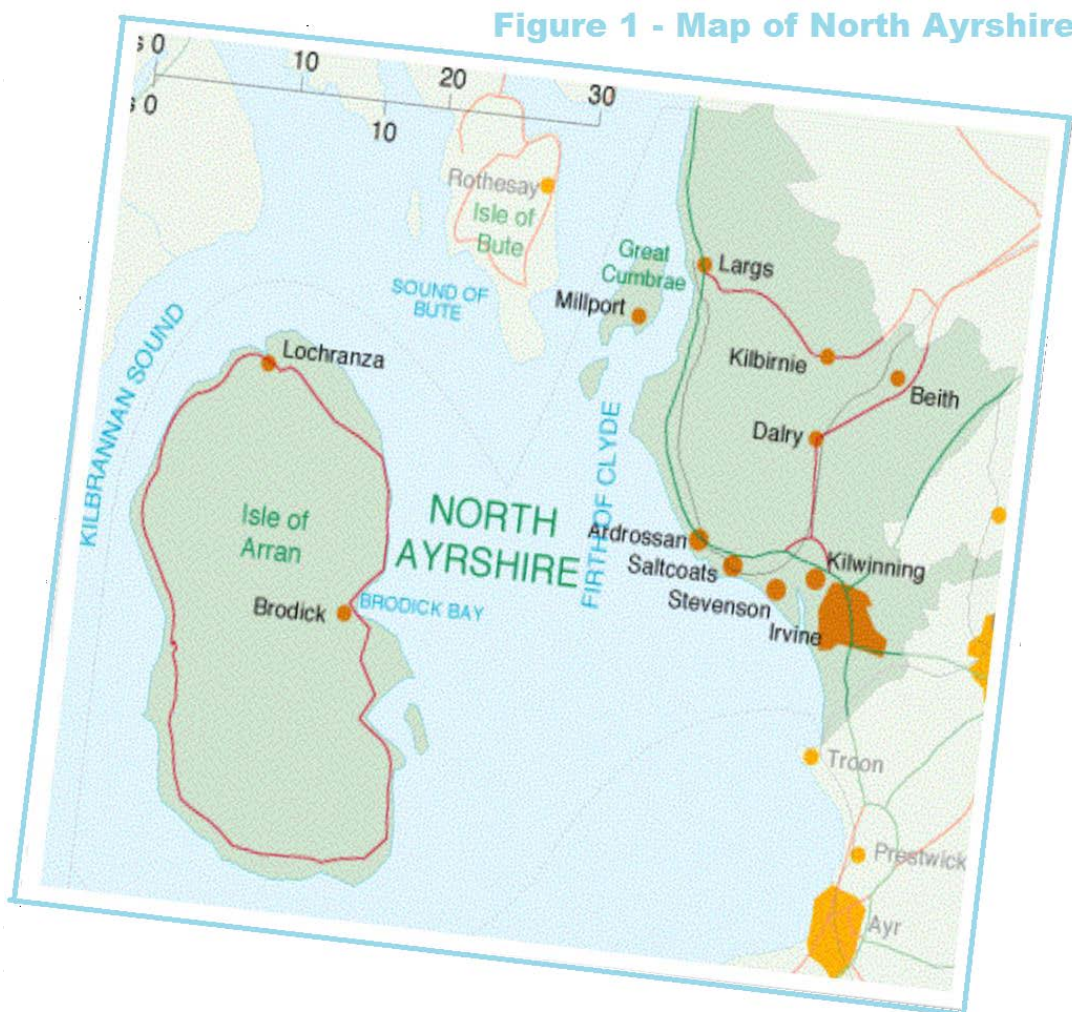 Figure 1 - Map of North Ayrshire
s 0
10
20
30
s 0
10
Rothesay
Isle of
Bute
Great
Cumbrae
Largs
SOUND OF
BUTE
Millport
Kilbirnie
Beith
Lochranza
KILBRANNAN SOUND
Dalry
FIRTH OF CLYDE
Isle of
Arran
NORTH
AYRSHIRE
Ardrossan
Saltcoats
Kilwinning
Stevenson
Irvine
Brodick
BRODICK BAY
Troon
Prestwick
Ayr